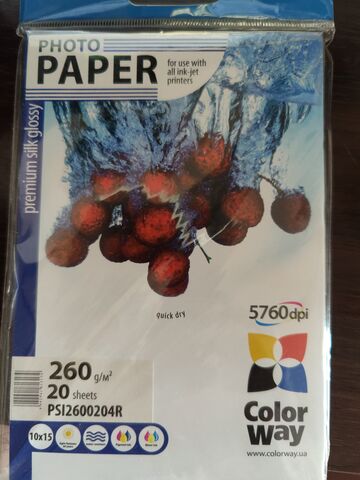 PHOTO
PAPER
for use with
all ink-jet
printers
premium silk glossy
quick dry
5760dpi
260 g/м²
20 sheets
PSI2600204R
10x15
Color
Way
www.colorway.ua